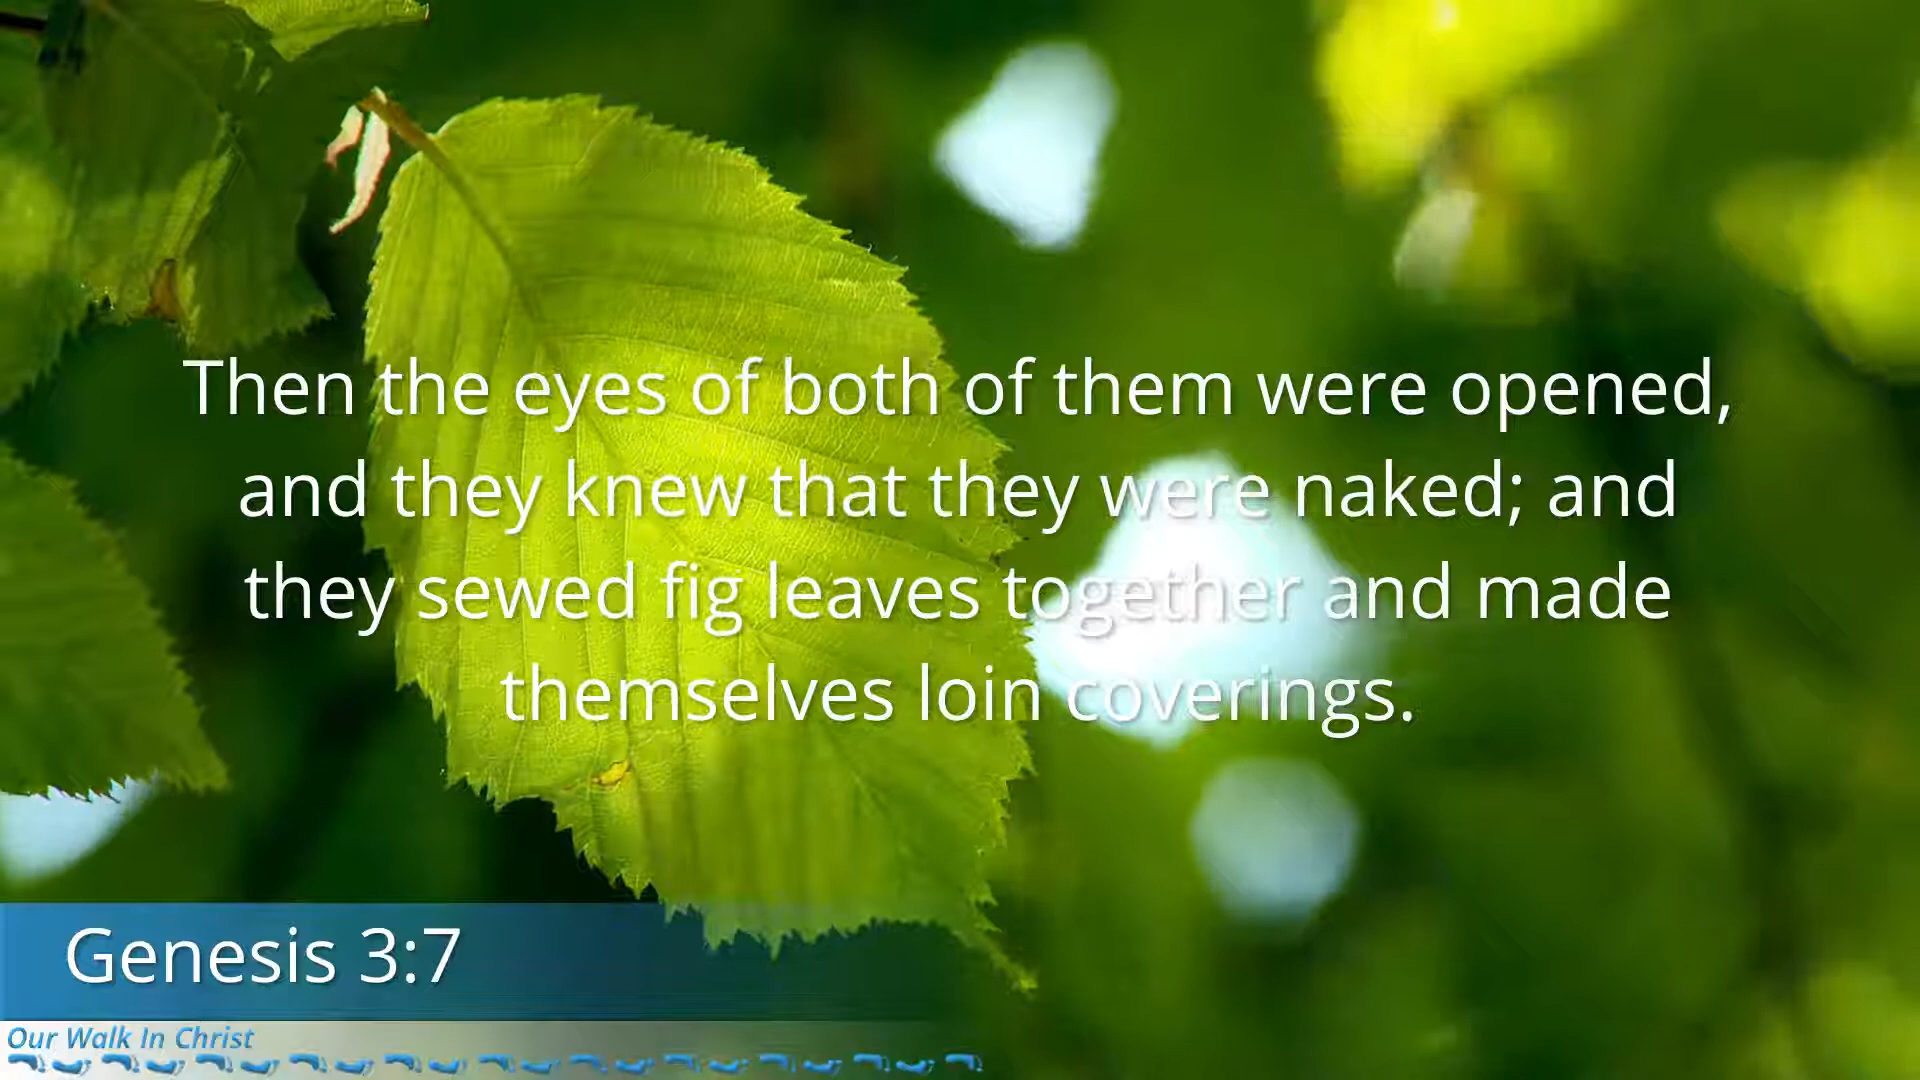 Then the eyes of both of them were opened,
and they knew that they were naked; and
they sewed fig leaves together and made
themselves loin coverings.
Genesis 3:7
Our Walk In Christ